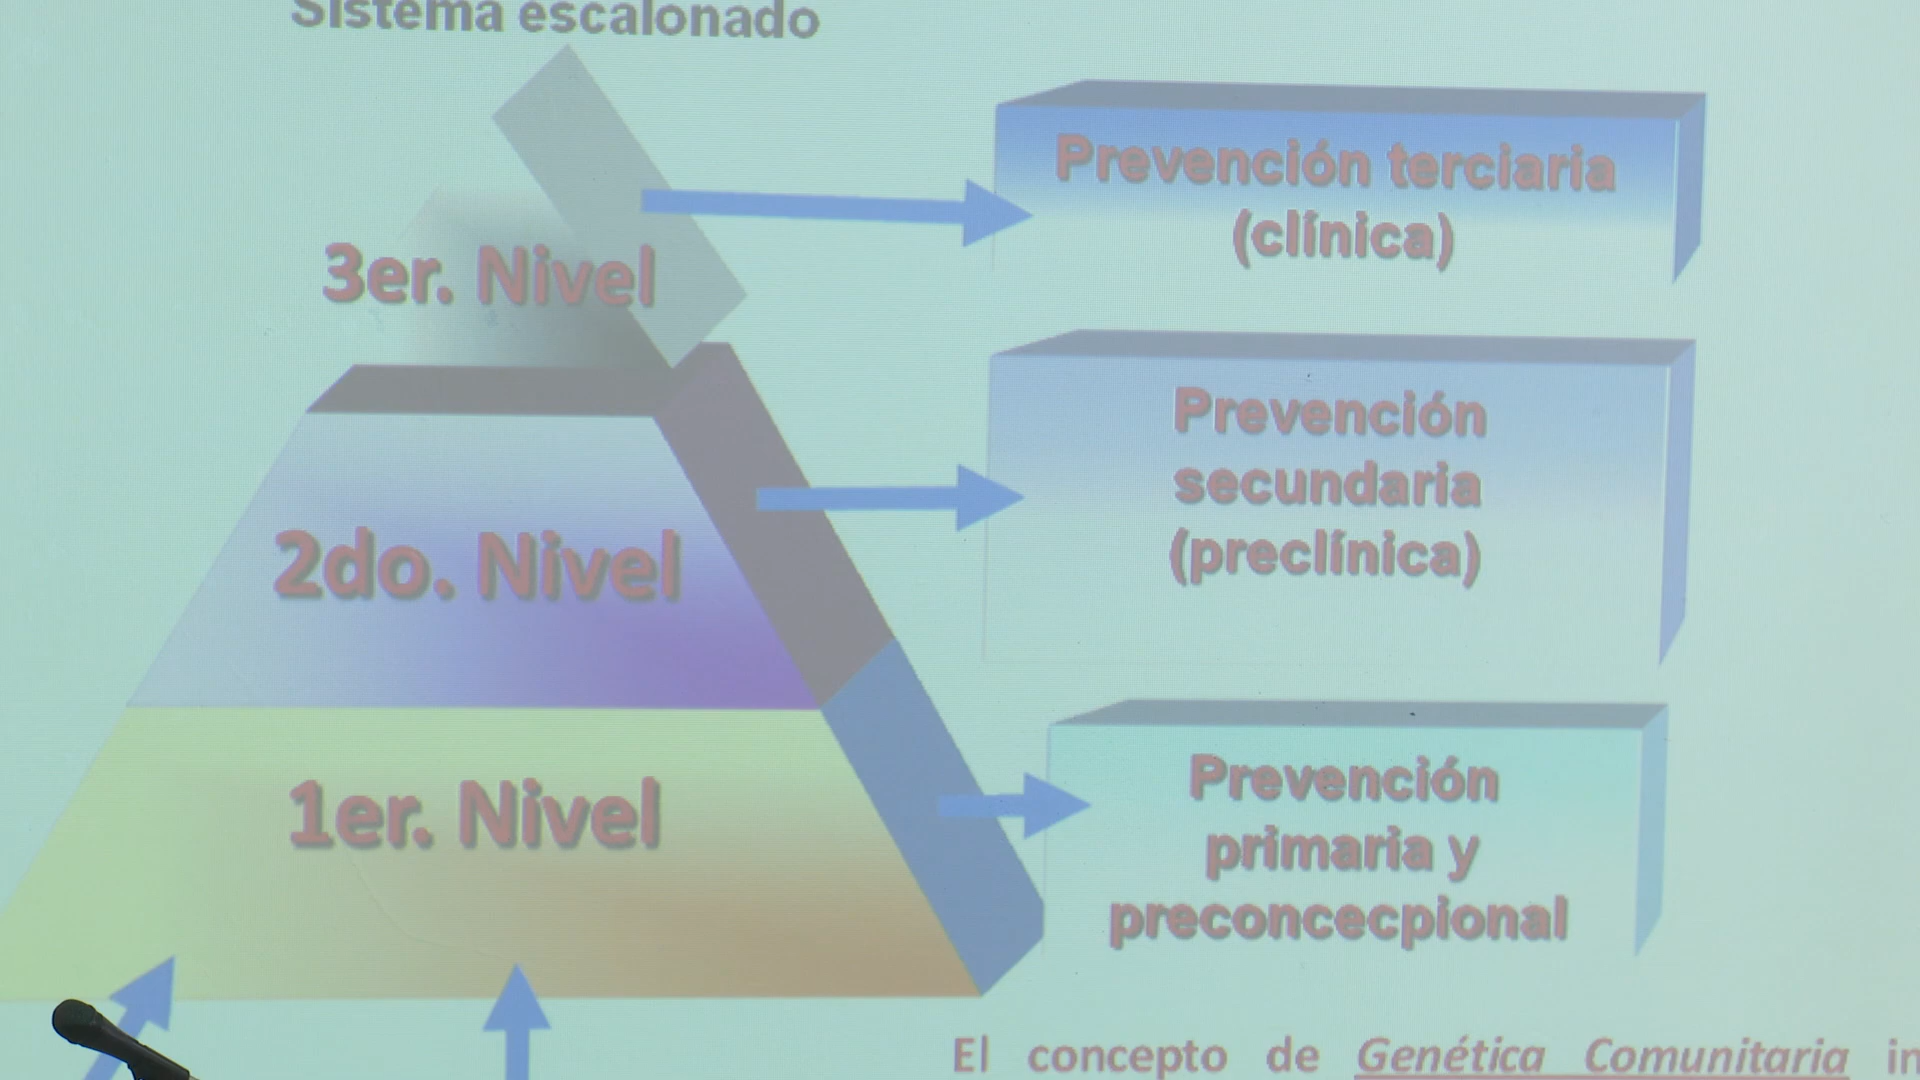 Sistema escalonado
Prevención terciaria
(clínica)
3er. Nivel
Prevención
secundaria
(preclínica)
2do. Nivel
Prevención
primaria y
preconcecpional
1er. Nivel
El concepto de Genética Comunitaria